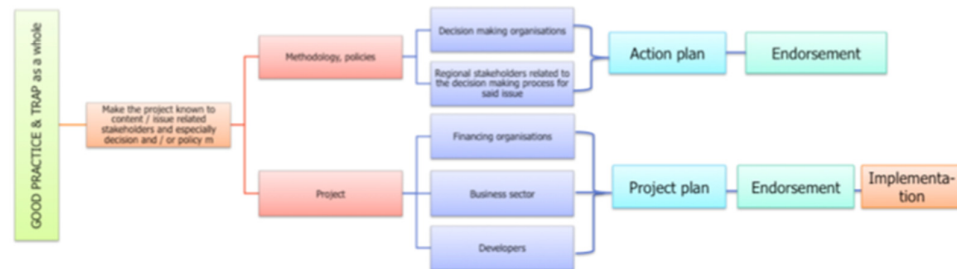 GOOD PRACTICE & TRAP as a whole
Make the project known to
content / issue related
stakeholders and especially
decision and / or policy m
Methodology, policies
Project
Decision making organisations
Regional stakeholders related to
the decision making process for
said issue
Financing organisations
Business sector
Developers
Action plan
Endorsement
Project plan
Endorsement
Implementa-
tion